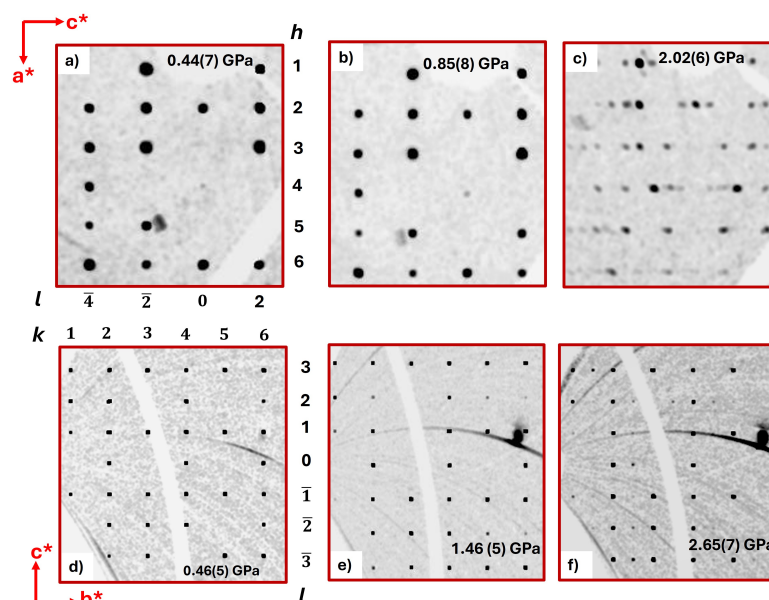 c*
a*
h
a) 0.44(7) GPa
b) 0.85(8) GPa
c) 2.02(6) GPa
1
2
3
4
5
6
l 4̅ 2̅ 0 2
k 1 2 3 4 5 6
3
2
1
0
1̅
2̅
3̅
l
d) 0.46(5) GPa
e) 1.46 (5) GPa
f) 2.65(7) GPa
c*
b*